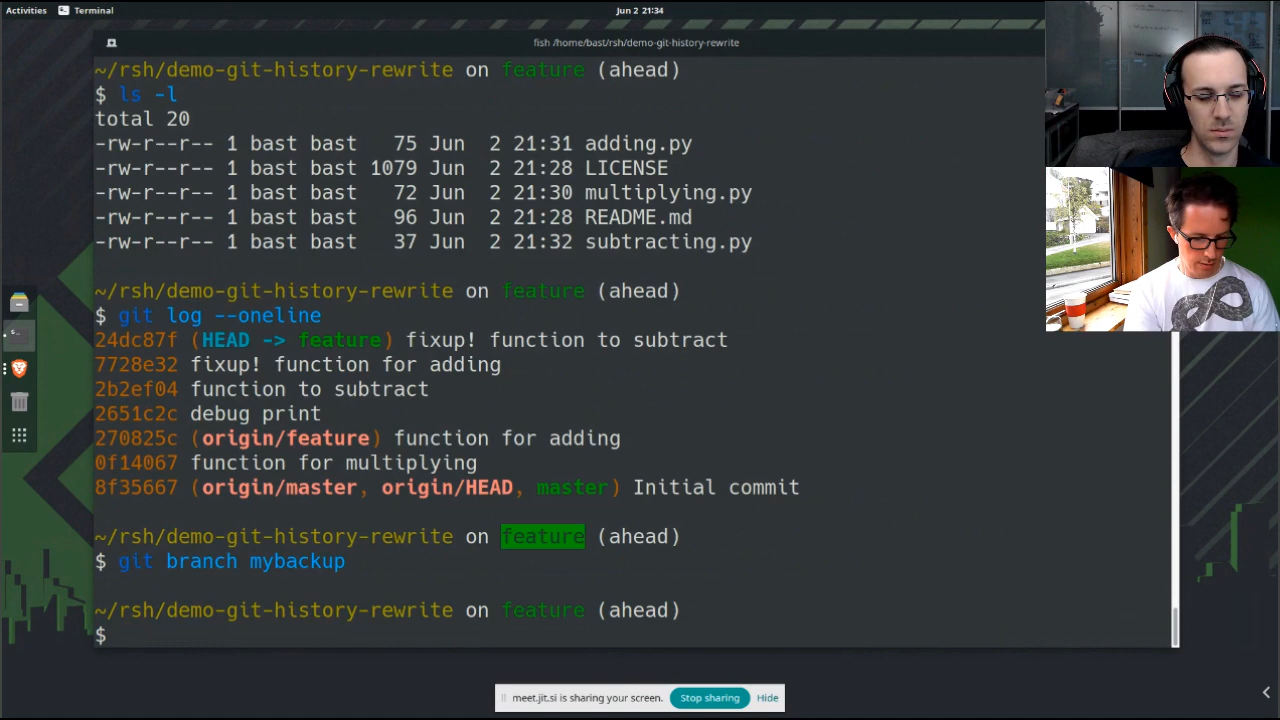 Activities
Terminal
Jun 2 21:34
fish /home/bast/rsh/demo-git-history-rewrite
~/rsh/demo-git-history-rewrite on feature (ahead)
$ ls -l
total 20
-rw-r--r-- 1 bast bast   75 Jun  2 21:31 adding.py
-rw-r--r-- 1 bast bast 1079 Jun  2 21:28 LICENSE
-rw-r--r-- 1 bast bast   72 Jun  2 21:30 multiplying.py
-rw-r--r-- 1 bast bast   96 Jun  2 21:28 README.md
-rw-r--r-- 1 bast bast   37 Jun  2 21:32 subtracting.py
~/rsh/demo-git-history-rewrite on feature (ahead)
$ git log --oneline
24dc87f (HEAD -> feature) fixup! function to subtract
7728e32 fixup! function for adding
2b2ef04 function to subtract
2651c2c debug print
270825c (origin/feature) function for adding
0f14067 function for multiplying
8f35667 (origin/master, origin/HEAD, master) Initial commit
~/rsh/demo-git-history-rewrite on feature (ahead)
$ git branch mybackup
~/rsh/demo-git-history-rewrite on feature (ahead)
$
meet.jit.si is sharing your screen.
Stop sharing
Hide